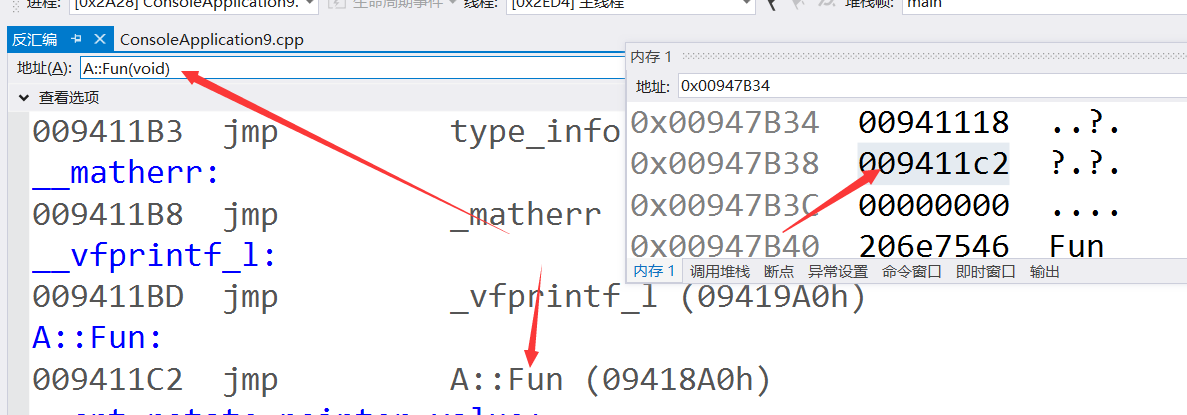 进程: [0x2A28] ConsoleApplication9. 生命周期事件 线程: [0x2ED4] 主线程 堆栈帧: main
反汇编 ConsoleApplication9.cpp
地址(A): A::Fun(void)
查看选项
009411B3 jmp type_info
__matherr:
009411B8 jmp _matherr
__vfprintf_l:
009411BD jmp _vfprintf_l (09419A0h)
A::Fun:
009411C2 jmp A::Fun (09418A0h)
内存 1
地址: 0x00947B34
0x00947B34 00941118 ..?.
0x00947B38 009411c2 ?.?.
0x00947B3C 00000000 ....
0x00947B40 206e7546 Fun
内存 1 调用堆栈 断点 异常设置 命令窗口 即时窗口 输出